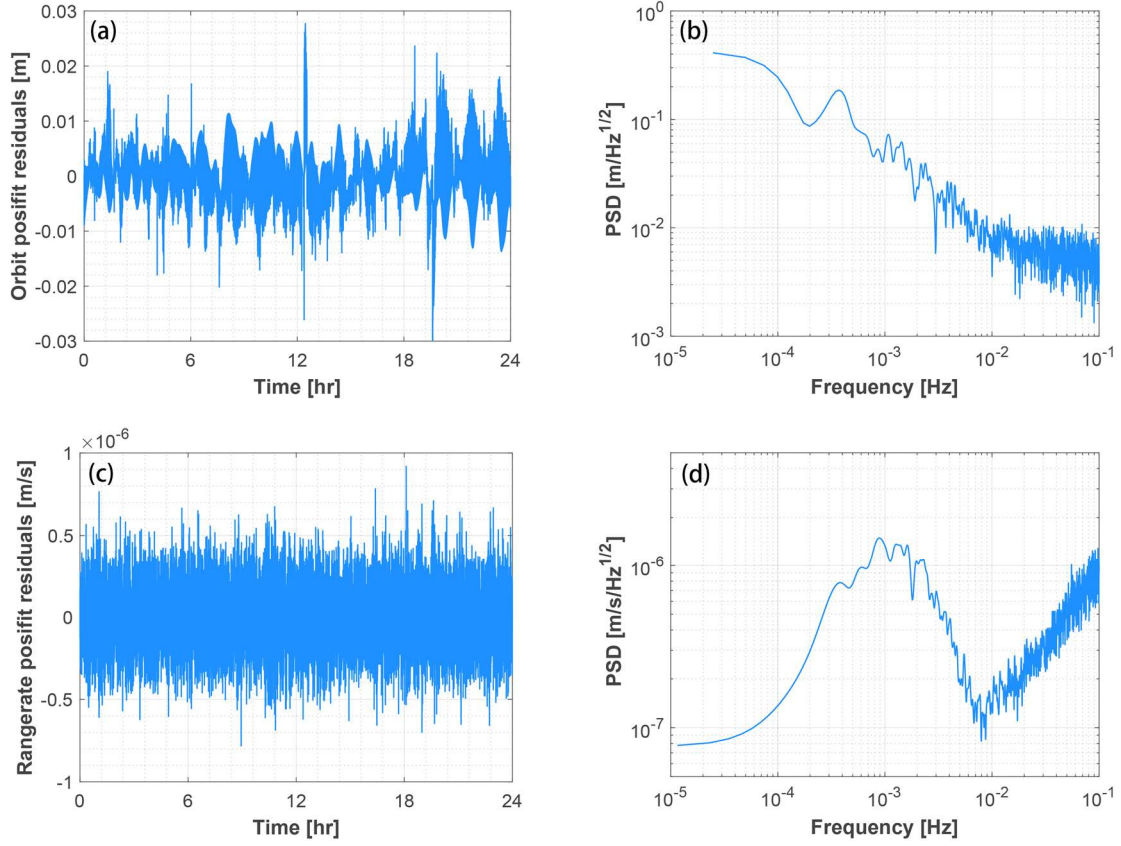 (a)
Orbit posifit residuals [m]
0.03
0.02
0.01
0
-0.01
-0.02
-0.03
0 6 12 18 24
Time [hr]
(b)
PSD [m/Hz^1/2]
10^0
10^-1
10^-2
10^-3
10^-5 10^-4 10^-3 10^-2 10^-1
Frequency [Hz]
(c)
×10^-6
Rangerate posifit residuals [m/s]
1
0.5
0
-0.5
-1
0 6 12 18 24
Time [hr]
(d)
PSD [m/s/Hz^1/2]
10^-6
10^-7
10^-5 10^-4 10^-3 10^-2 10^-1
Frequency [Hz]